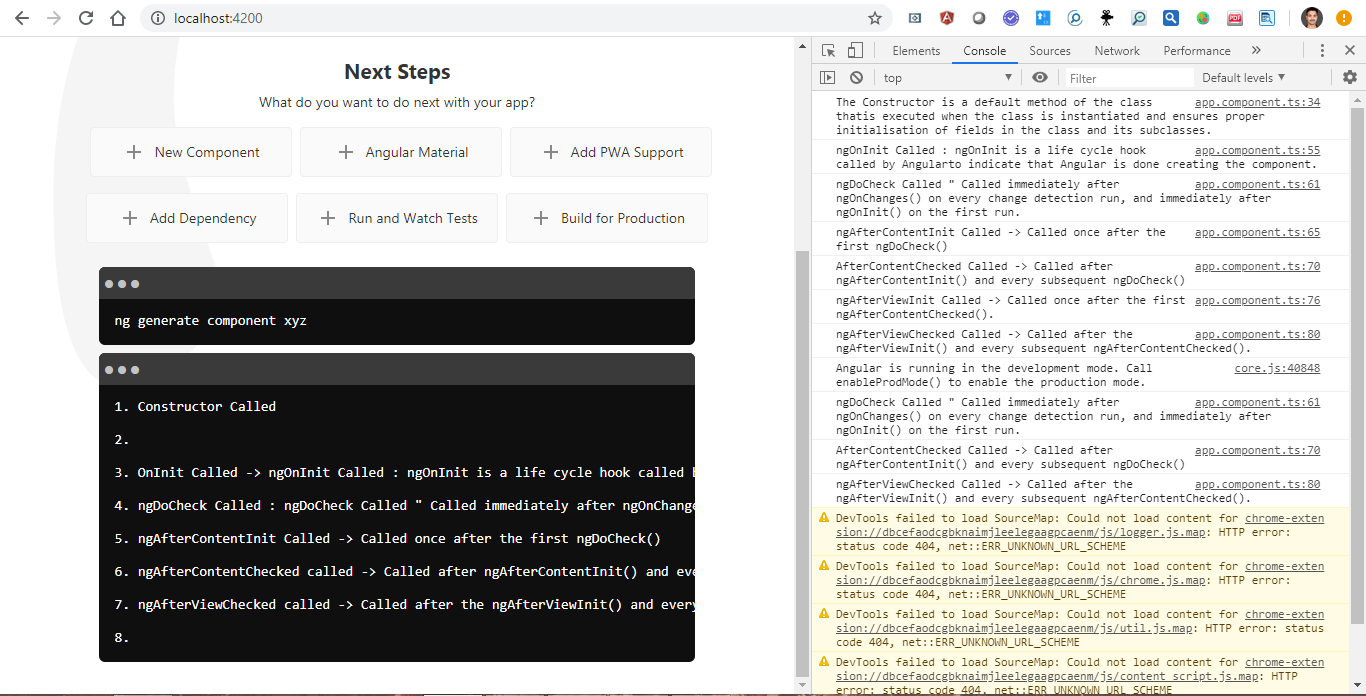 localhost:4200
Next Steps
What do you want to do next with your app?
New Component
Angular Material
Add PWA Support
Add Dependency
Run and Watch Tests
Build for Production
ng generate component xyz
1. Constructor Called
2.
3. OnInit Called -> ngOnInit Called : ngOnInit is a life cycle hook called
4. ngDoCheck Called : ngDoCheck Called " Called immediately after ngOnChange
5. ngAfterContentInit Called -> Called once after the first ngDoCheck()
6. ngAfterContentChecked called -> Called after ngAfterContentInit() and eve
7. ngAfterViewChecked called -> Called after the ngAfterViewInit() and every
8.
Elements
Console
Sources
Network
Performance
»
top
Filter
Default levels
The Constructor is a default method of the class app.component.ts:34
thatis executed when the class is instantiated and ensures proper
initialisation of fields in the class and its subclasses.
ngOnInit Called : ngOnInit is a life cycle hook app.component.ts:55
called by Angularto indicate that Angular is done creating the component.
ngDoCheck Called " Called immediately after app.component.ts:61
ngOnChanges() on every change detection run, and immediately after
ngOnInit() on the first run.
ngAfterContentInit Called -> Called once after the app.component.ts:65
first ngDoCheck()
AfterContentChecked Called -> Called after app.component.ts:70
ngAfterContentInit() and every subsequent ngDoCheck()
ngAfterViewInit Called -> Called once after the first app.component.ts:76
ngAfterContentChecked().
ngAfterViewChecked Called -> Called after the app.component.ts:80
ngAfterViewInit() and every subsequent ngAfterContentChecked().
Angular is running in the development mode. Call core.js:40848
enableProdMode() to enable the production mode.
ngDoCheck Called " Called immediately after app.component.ts:61
ngOnChanges() on every change detection run, and immediately after
ngOnInit() on the first run.
AfterContentChecked Called -> Called after app.component.ts:70
ngAfterContentInit() and every subsequent ngDoCheck()
ngAfterViewChecked Called -> Called after the app.component.ts:80
ngAfterViewInit() and every subsequent ngAfterContentChecked().
DevTools failed to load SourceMap: Could not load content for chrome-exten
sion://dbcefaodcgbknaimjleelegaagpcaenm/js/logger.js.map: HTTP error:
status code 404, net::ERR_UNKNOWN_URL_SCHEME
DevTools failed to load SourceMap: Could not load content for chrome-exten
sion://dbcefaodcgbknaimjleelegaagpcaenm/js/chrome.js.map: HTTP error:
status code 404, net::ERR_UNKNOWN_URL_SCHEME
DevTools failed to load SourceMap: Could not load content for chrome-exten
sion://dbcefaodcgbknaimjleelegaagpcaenm/js/util.js.map: HTTP error: status
code 404, net::ERR_UNKNOWN_URL_SCHEME
DevTools failed to load SourceMap: Could not load content for chrome-exten
sion://dbcefaodcgbknaimjleelegaagpcaenm/js/content_script.js.map: HTTP
error: status code 404, net::ERR_UNKNOWN_URL_SCHEME